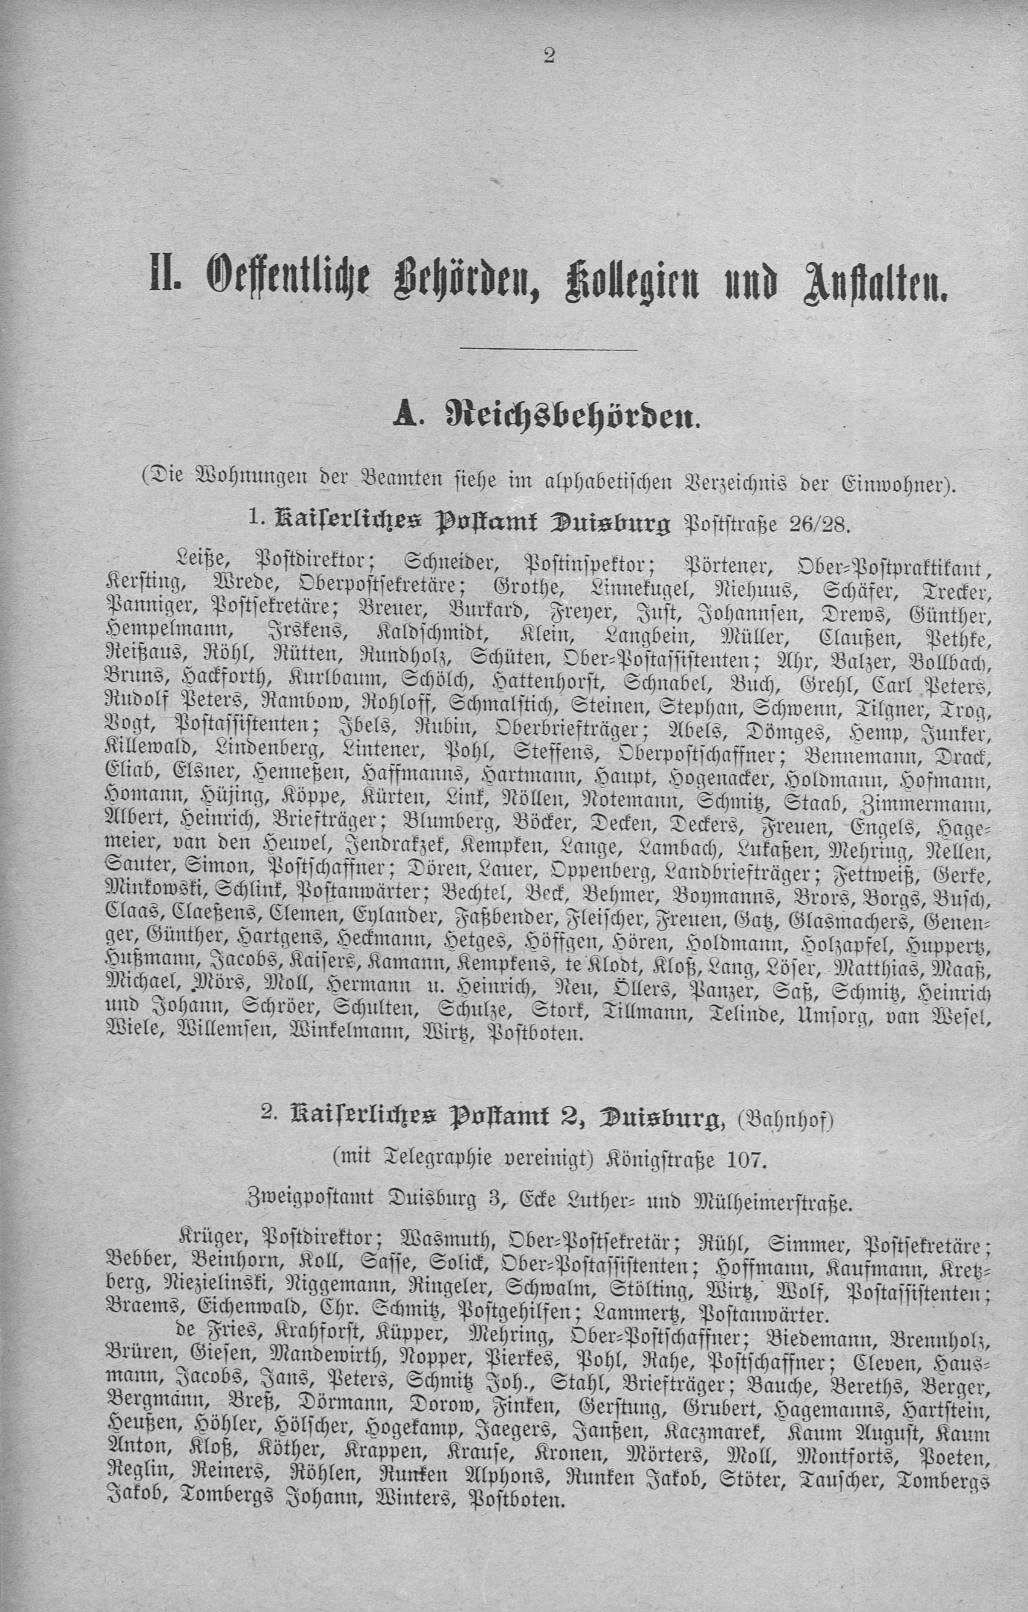 2
II. Oeffentliche Behörden, Kollegien und Anstalten.
A. Reichsbehörden.
(Die Wohnungen der Beamten siehe im alphabetischen Verzeichnis der Einwohner).
1. Kaiserliches Postamt Duisburg Poststraße 26/28.
Leiße, Postdirektor; Schneider, Postinspektor; Pörtener, Ober-Postpraktikant,
Kersting, Wrede, Oberpostsekretäre; Grothe, Linnekugel, Niehuus, Schäfer, Trecker,
Panniger, Postsekretäre; Breuer, Burkard, Freyer, Just, Johannsen, Drews, Günther,
Hempelmann, Irskens, Kaldschmidt, Klein, Langbein, Müller, Claußen, Pethke,
Reißaus, Röhl, Rütten, Rundholz, Schüten, Ober-Postassistenten; Ahr, Balzer, Bollbach,
Bruns, Hackforth, Kurlbaum, Schölch, Hattenhorst, Schnabel, Buch, Grehl, Carl Peters,
Rudolf Peters, Rambow, Rohloff, Schmalstich, Steinen, Stephan, Schwenn, Tilgner, Trog,
Vogt, Postassistenten; Ibels, Rubin, Oberbriefträger; Abels, Dömges, Hemp, Junker,
Killewald, Lindenberg, Lintener, Pohl, Steffens, Oberpostschaffner; Bennemann, Drack,
Eliab, Elsner, Henneßen, Haffmanns, Hartmann, Haupt, Hogenacker, Holdmann, Hofmann,
Homann, Hüjing, Köppe, Kürten, Link, Nöllen, Notemann, Schmitz, Staab, Zimmermann,
Albert, Heinrich, Briefträger; Blumberg, Böcker, Decken, Deckers, Freuen, Engels, Hage-
meier, van den Heuvel, Jendrakzek, Kempken, Lange, Lambach, Lukaßen, Mehring, Nellen,
Sauter, Simon, Postschaffner; Dören, Lauer, Oppenberg, Landbriefträger; Fettweiß, Gerke,
Minkowski, Schlink, Postanwärter; Bechtel, Beck, Behmer, Boymanns, Brors, Borgs, Busch,
Claas, Claeßens, Clemen, Eylander, Faßbender, Fleischer, Freuen, Gatz, Glasmachers, Genen-
ger, Günther, Hartgens, Heckmann, Hetges, Höffgen, Hören, Holdmann, Holzapfel, Huppertz,
Hußmann, Jacobs, Kaisers, Kamann, Kempkens, te Klodt, Kloß, Lang, Löser, Matthias, Maaß,
Michael, Mörs, Moll, Hermann u. Heinrich, Neu, Ollers, Panzer, Saß, Schmitz, Heinrich
und Johann, Schröer, Schulten, Schulze, Stork, Tillmann, Telinde, Umsorg, van Wesel,
Wiele, Willemsen, Winkelmann, Wirtz, Postboten.
2. Kaiserliches Postamt 2, Duisburg, (Bahnhof)
(mit Telegraphie vereinigt) Königstraße 107.
Zweigpostamt Duisburg 3, Ecke Luther- und Mülheimerstraße.
Krüger, Postdirektor; Wasmuth, Ober-Postsekretär; Rühl, Simmer, Postsekretäre;
Bebber, Beinhorn, Koll, Sasse, Solick, Ober-Postassistenten; Hoffmann, Kaufmann, Kretz-
berg, Niezielinski, Niggemann, Ringeler, Schwalm, Stölting, Wirtz, Wolf, Postassistenten;
Braems, Eichenwald, Chr. Schmitz, Postgehilfen; Lammertz, Postanwärter.
de Fries, Krahforst, Küpper, Mehring, Ober-Postschaffner; Biedemann, Brennholz,
Brüren, Giesen, Mandewirth, Nopper, Pierkes, Pohl, Rahe, Postschaffner; Cleven, Haus-
mann, Jacobs, Jans, Peters, Schmitz Joh., Stahl, Briefträger; Bauche, Bereths, Berger,
Bergmann, Breß, Dörmann, Dorow, Finken, Gerstung, Grubert, Hagemanns, Hartstein,
Heußen, Höhler, Hölscher, Hogekamp, Jaegers, Janßen, Kaczmarek, Kaum August, Kaum
Anton, Kloß, Köther, Krappen, Krause, Kronen, Mörters, Moll, Montforts, Poeten,
Reglin, Reiners, Röhlen, Runken Alphons, Runken Jakob, Stöter, Tauscher, Tombergs
Jakob, Tombergs Johann, Winters, Postboten.